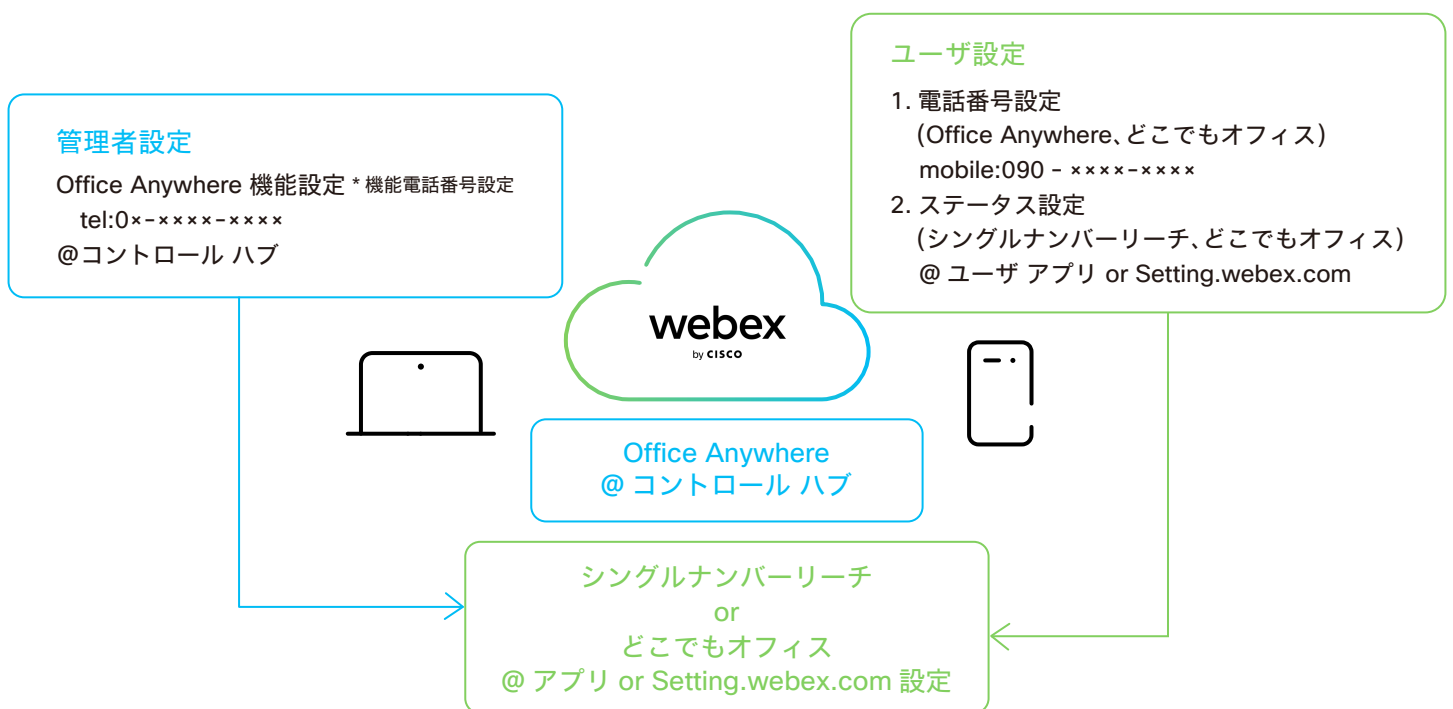 管理者設定
Office Anywhere 機能設定 * 機能電話番号設定
tel:0×-××××-××××
@コントロール ハブ
ユーザ設定
1. 電話番号設定
(Office Anywhere、どこでもオフィス)
mobile:090 - ××××-××××
2. ステータス設定
(シングルナンバーリーチ、どこでもオフィス)
@ ユーザ アプリ or Setting.webex.com
webex
by CISCO
Office Anywhere
@ コントロール ハブ
シングルナンバーリーチ
or
どこでもオフィス
@ アプリ or Setting.webex.com 設定